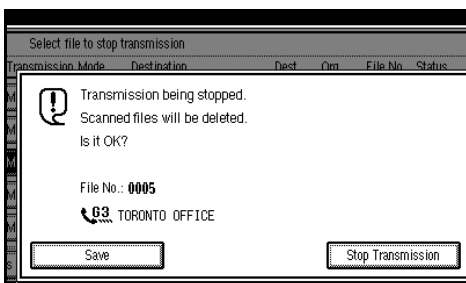 Select file to stop transmission
Transmission Mode Destination Dest. Org. File No. Status
Transmission being stopped.
Scanned files will be deleted.
Is it OK?
File No.: 0005
G3 TORONTO OFFICE
Save Stop Transmission